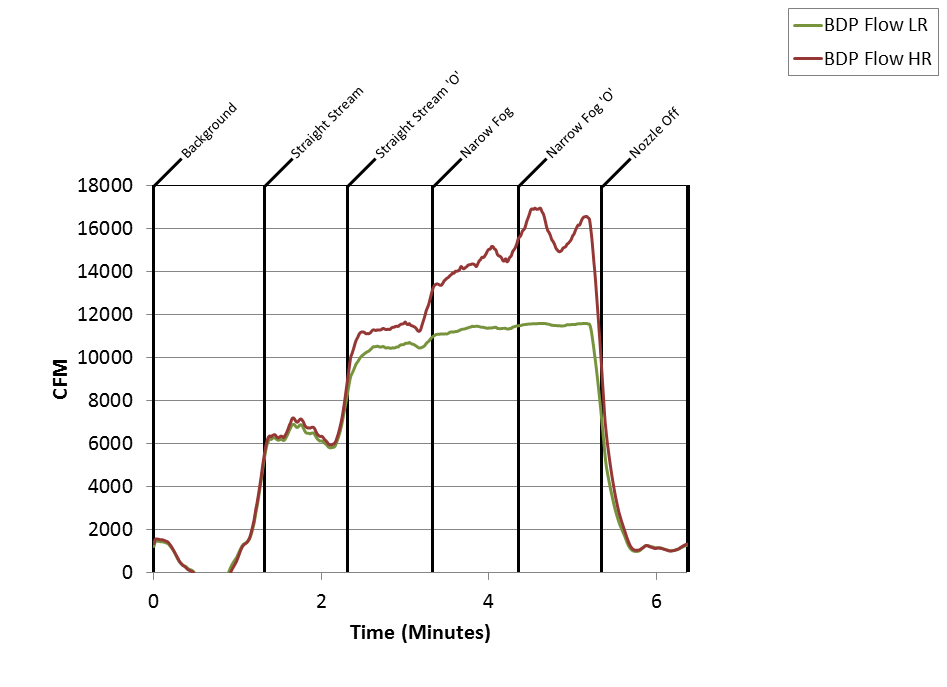 BDP Flow LR
BDP Flow HR
Background
Straight Stream
Straight Stream 'O'
Narow Fog
Narrow Fog 'O'
Nozzle Off
18000
16000
14000
12000
10000
8000
6000
4000
2000
0
CFM
0 2 4 6
Time (Minutes)